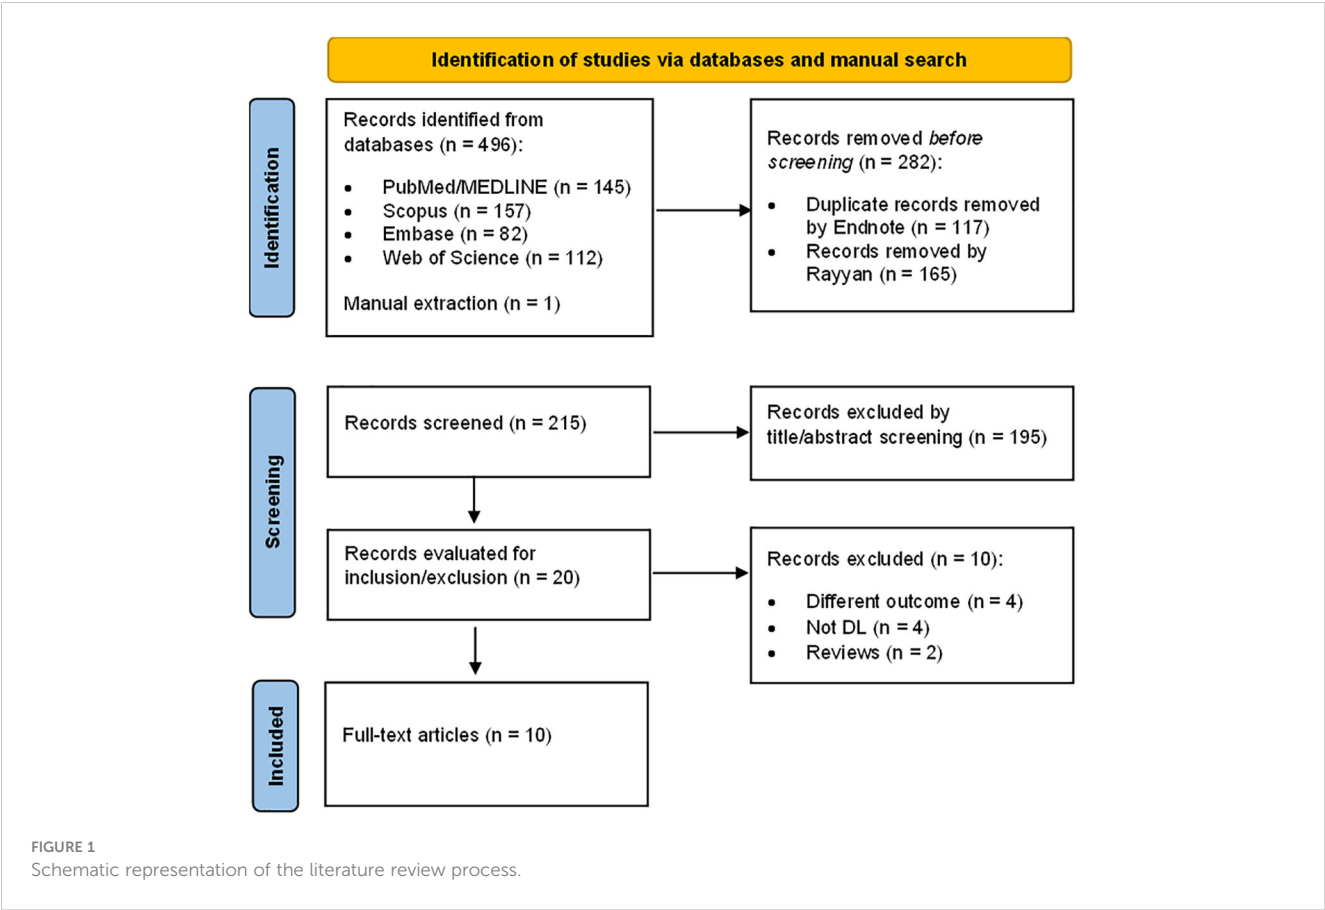 Identification of studies via databases and manual search
Identification
Records identified from
databases (n = 496):
• PubMed/MEDLINE (n = 145)
• Scopus (n = 157)
• Embase (n = 82)
• Web of Science (n = 112)
Manual extraction (n = 1)
Records removed before
screening (n = 282):
• Duplicate records removed
by Endnote (n = 117)
• Records removed by
Rayyan (n = 165)
Screening
Records screened (n = 215)
Records excluded by
title/abstract screening (n = 195)
Records evaluated for
inclusion/exclusion (n = 20)
Records excluded (n = 10):
• Different outcome (n = 4)
• Not DL (n = 4)
• Reviews (n = 2)
Included
Full-text articles (n = 10)
FIGURE 1
Schematic representation of the literature review process.